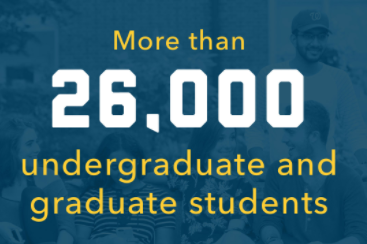 More than
26,000
undergraduate and
graduate students